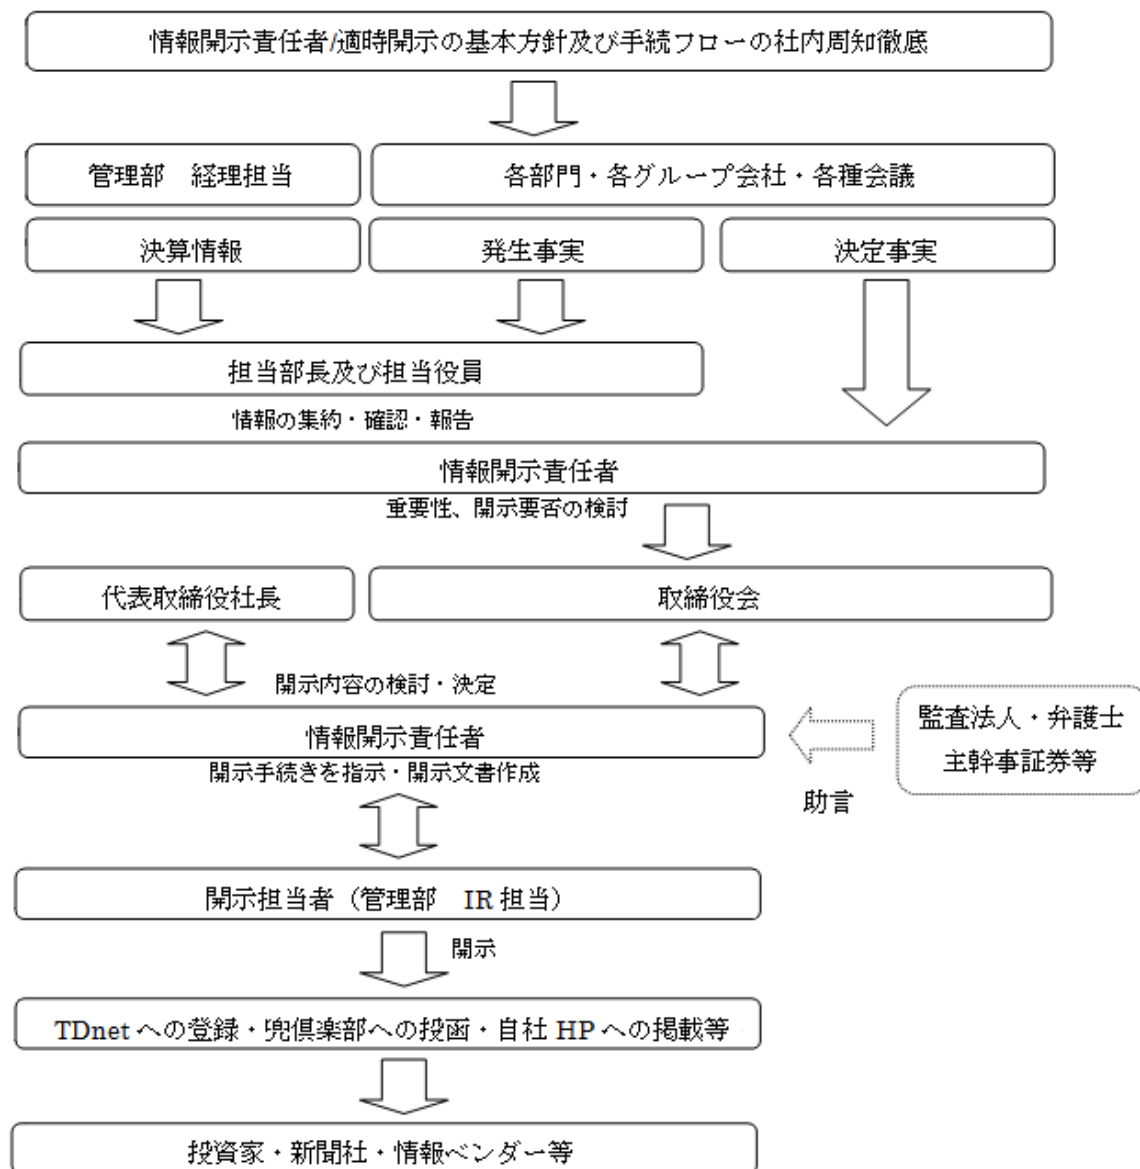 情報開示責任者/適時開示の基本方針及び手続フローの社内周知徹底
管理部　経理担当
各部門・各グループ会社・各種会議
決算情報
発生事実
決定事実
担当部長及び担当役員
情報の集約・確認・報告
情報開示責任者
重要性、開示要否の検討
代表取締役社長
取締役会
開示内容の検討・決定
情報開示責任者
開示手続きを指示・開示文書作成
監査法人・弁護士
主幹事証券等
助言
開示担当者（管理部　IR 担当）
開示
TDnet への登録・兜倶楽部への投函・自社 HP への掲載等
投資家・新聞社・情報ベンダー等